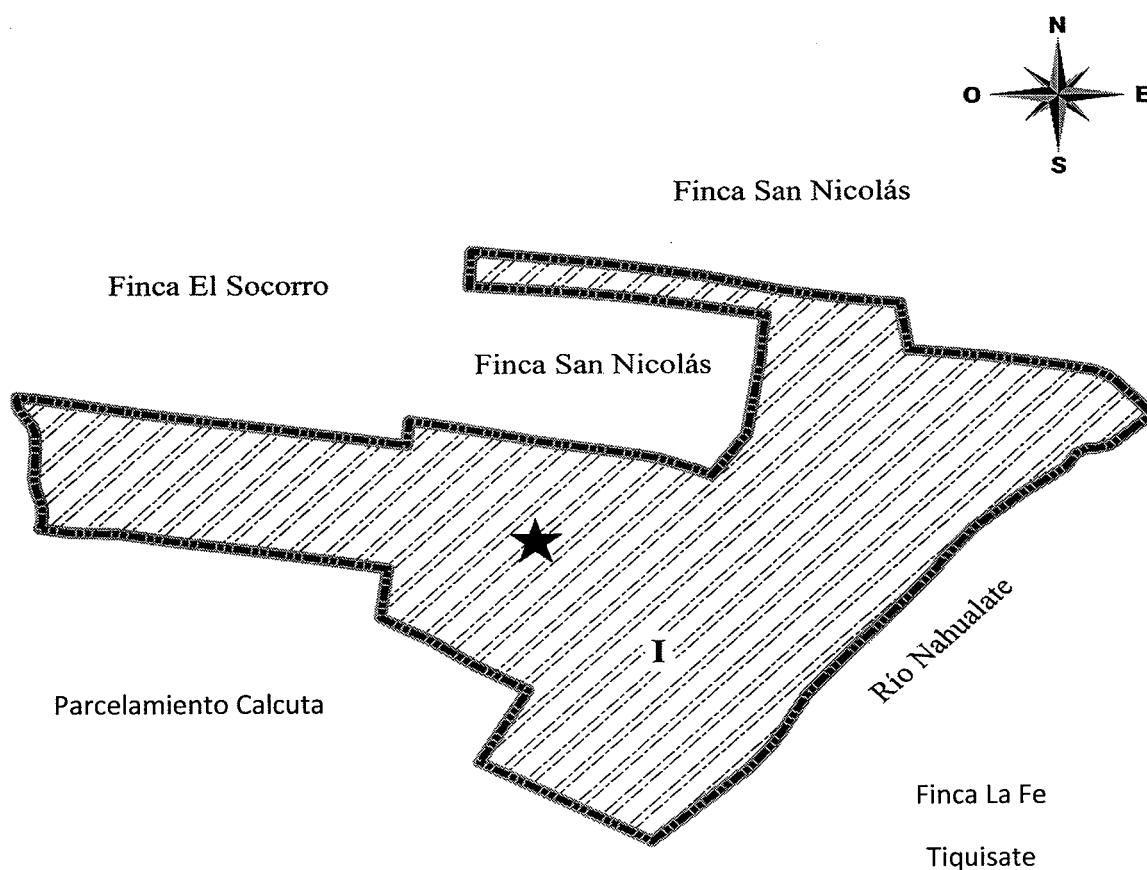 N
O E
S
Finca San Nicolás
Finca El Socorro
Finca San Nicolás
I
Río Nahualate
Parcelamiento Calcuta
Finca La Fe
Tiquisate